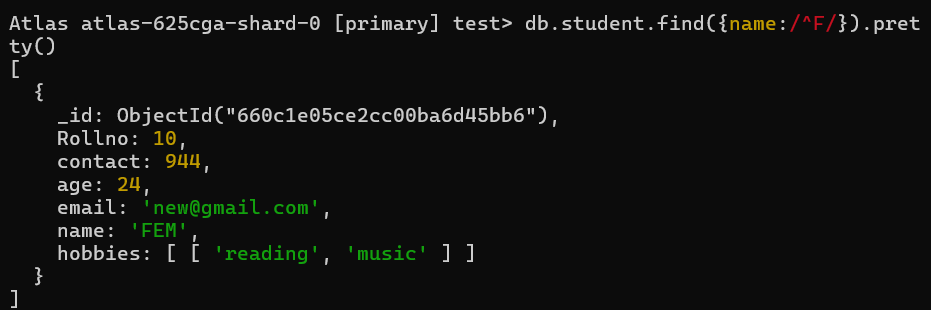 Atlas atlas-625cga-shard-0 [primary] test> db.student.find({name:/^F/}).pret
ty()
[
  {
    _id: ObjectId("660c1e05ce2cc00ba6d45bb6"),
    Rollno: 10,
    contact: 944,
    age: 24,
    email: 'new@gmail.com',
    name: 'FEM',
    hobbies: [ [ 'reading', 'music' ] ]
  }
]